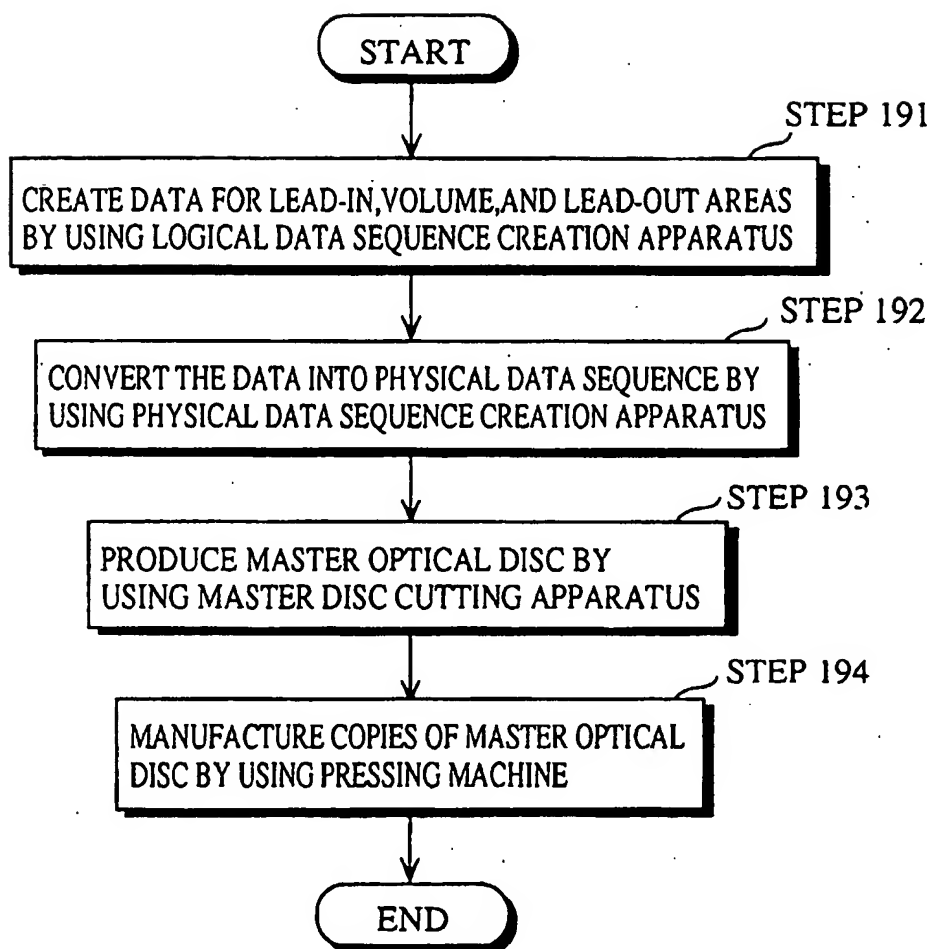 START
STEP 191
CREATE DATA FOR LEAD-IN,VOLUME,AND LEAD-OUT AREAS
BY USING LOGICAL DATA SEQUENCE CREATION APPARATUS
STEP 192
CONVERT THE DATA INTO PHYSICAL DATA SEQUENCE BY
USING PHYSICAL DATA SEQUENCE CREATION APPARATUS
STEP 193
PRODUCE MASTER OPTICAL DISC BY
USING MASTER DISC CUTTING APPARATUS
STEP 194
MANUFACTURE COPIES OF MASTER OPTICAL
DISC BY USING PRESSING MACHINE
END